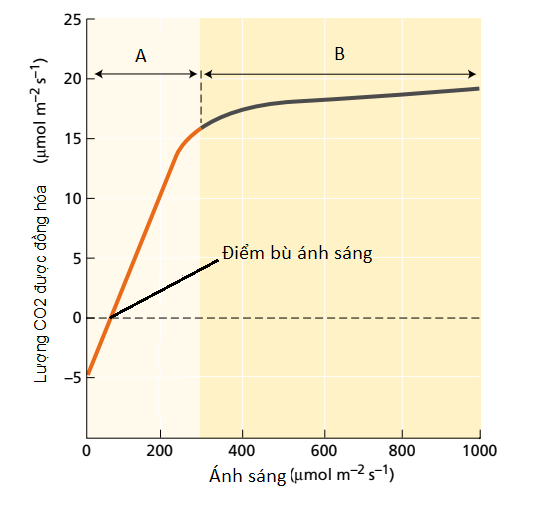 25
A
B
20
15
10
5
0
−5
Lượng CO2 được đồng hóa (μmol m−2 s−1)
Điểm bù ánh sáng
0
200
400
600
800
1000
Ánh sáng (μmol m−2 s−1)